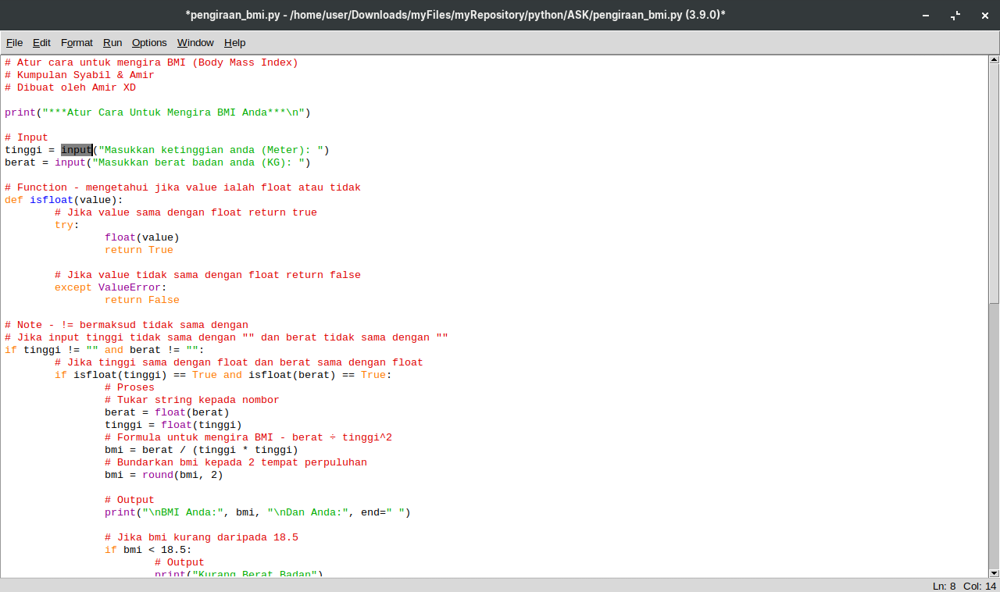 *pengiraan_bmi.py - /home/user/Downloads/myFiles/myRepository/python/ASK/pengiraan_bmi.py (3.9.0)*
File Edit Format Run Options Window Help
# Atur cara untuk mengira BMI (Body Mass Index)
# Kumpulan Syabil & Amir
# Dibuat oleh Amir XD
print("***Atur Cara Untuk Mengira BMI Anda***\n")
# Input
tinggi = input("Masukkan ketinggian anda (Meter): ")
berat = input("Masukkan berat badan anda (KG): ")
# Function - mengetahui jika value ialah float atau tidak
def isfloat(value):
# Jika value sama dengan float return true
try:
float(value)
return True
# Jika value tidak sama dengan float return false
except ValueError:
return False
# Note - != bermaksud tidak sama dengan
# Jika input tinggi tidak sama dengan "" dan berat tidak sama dengan ""
if tinggi != "" and berat != "":
# Jika tinggi sama dengan float dan berat sama dengan float
if isfloat(tinggi) == True and isfloat(berat) == True:
# Proses
# Tukar string kepada nombor
berat = float(berat)
tinggi = float(tinggi)
# Formula untuk mengira BMI - berat ÷ tinggi^2
bmi = berat / (tinggi * tinggi)
# Bundarkan bmi kepada 2 tempat perpuluhan
bmi = round(bmi, 2)
# Output
print("\nBMI Anda:", bmi, "\nDan Anda:", end=" ")
# Jika bmi kurang daripada 18.5
if bmi < 18.5:
# Output
print("Kurang Berat Badan")
Ln: 8 Col: 14